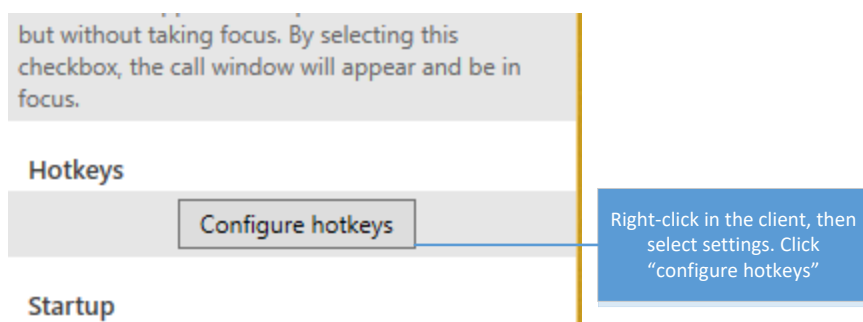 but without taking focus. By selecting this
checkbox, the call window will appear and be in
focus.
Hotkeys
Configure hotkeys
Right-click in the client, then
select settings. Click
“configure hotkeys”
Startup